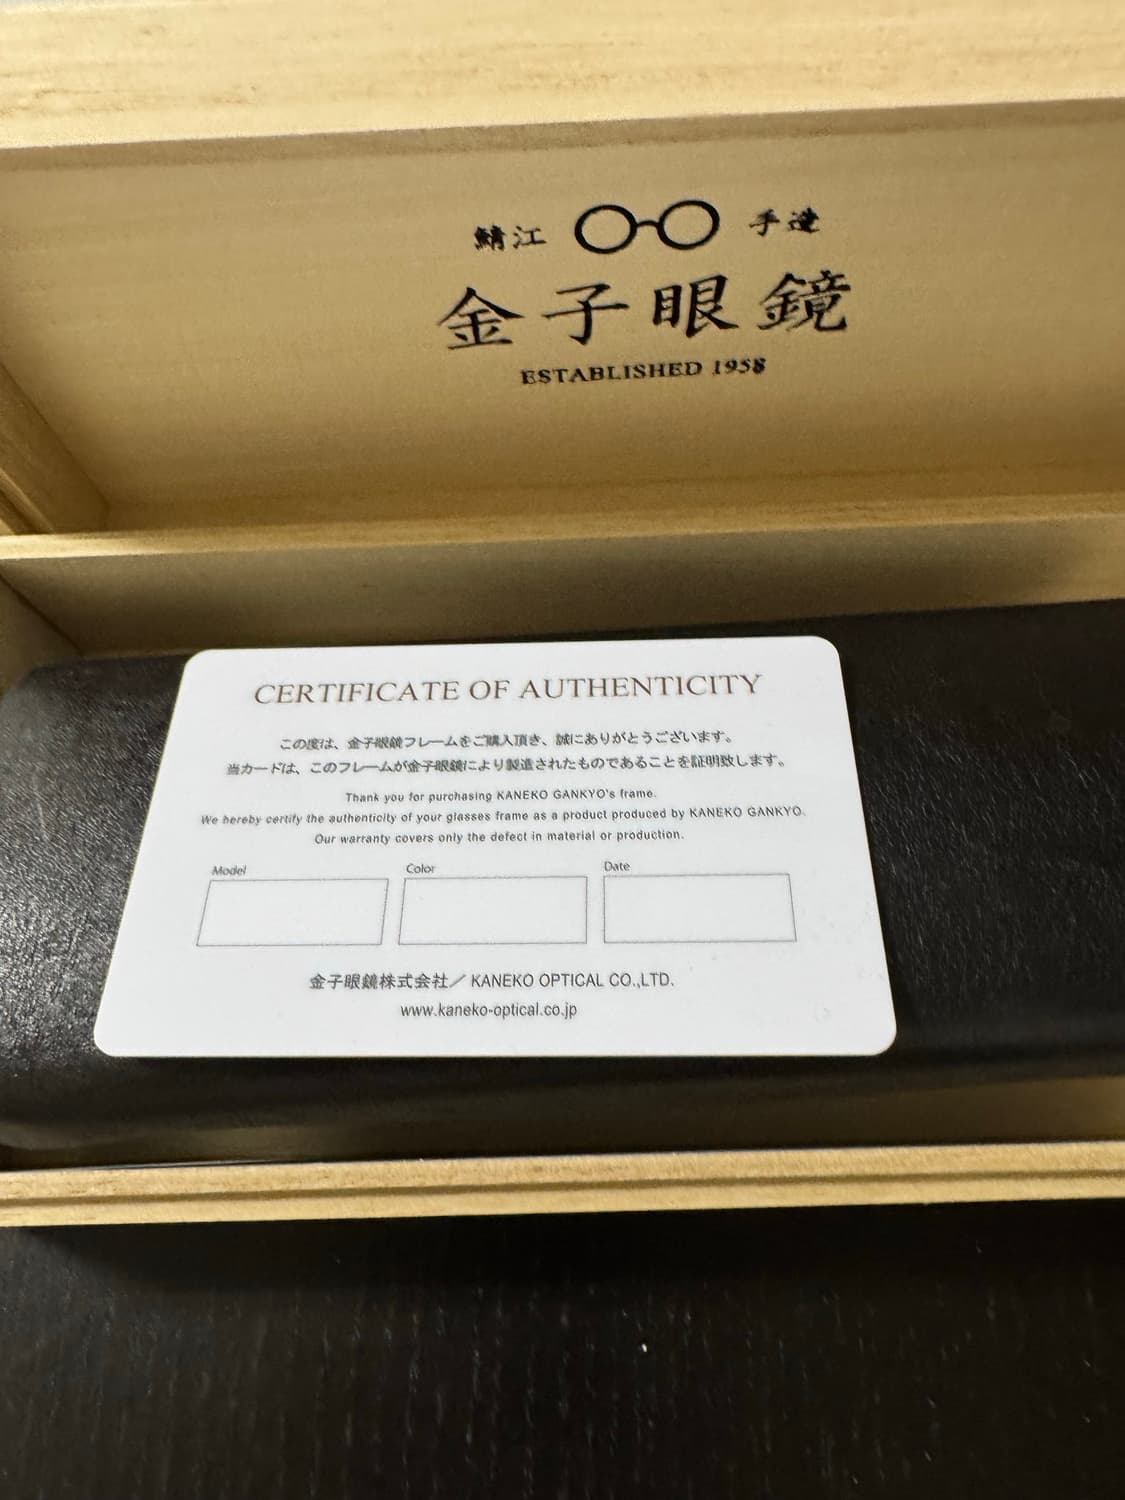 鯖江 手造
金子眼鏡
ESTABLISHED 1958
CERTIFICATE OF AUTHENTICITY
この度は、金子眼鏡フレームをご購入頂き、誠にありがとうございます。
当カードは、このフレームが金子眼鏡により製造されたものであることを証明致します。
Thank you for purchasing KANEKO GANKYO's frame.
We hereby certify the authenticity of your glasses frame as a product produced by KANEKO GANKYO.
Our warranty covers only the defect in material or production.
Model Color Date
金子眼鏡株式会社／KANEKO OPTICAL CO.,LTD.
www.kaneko-optical.co.jp